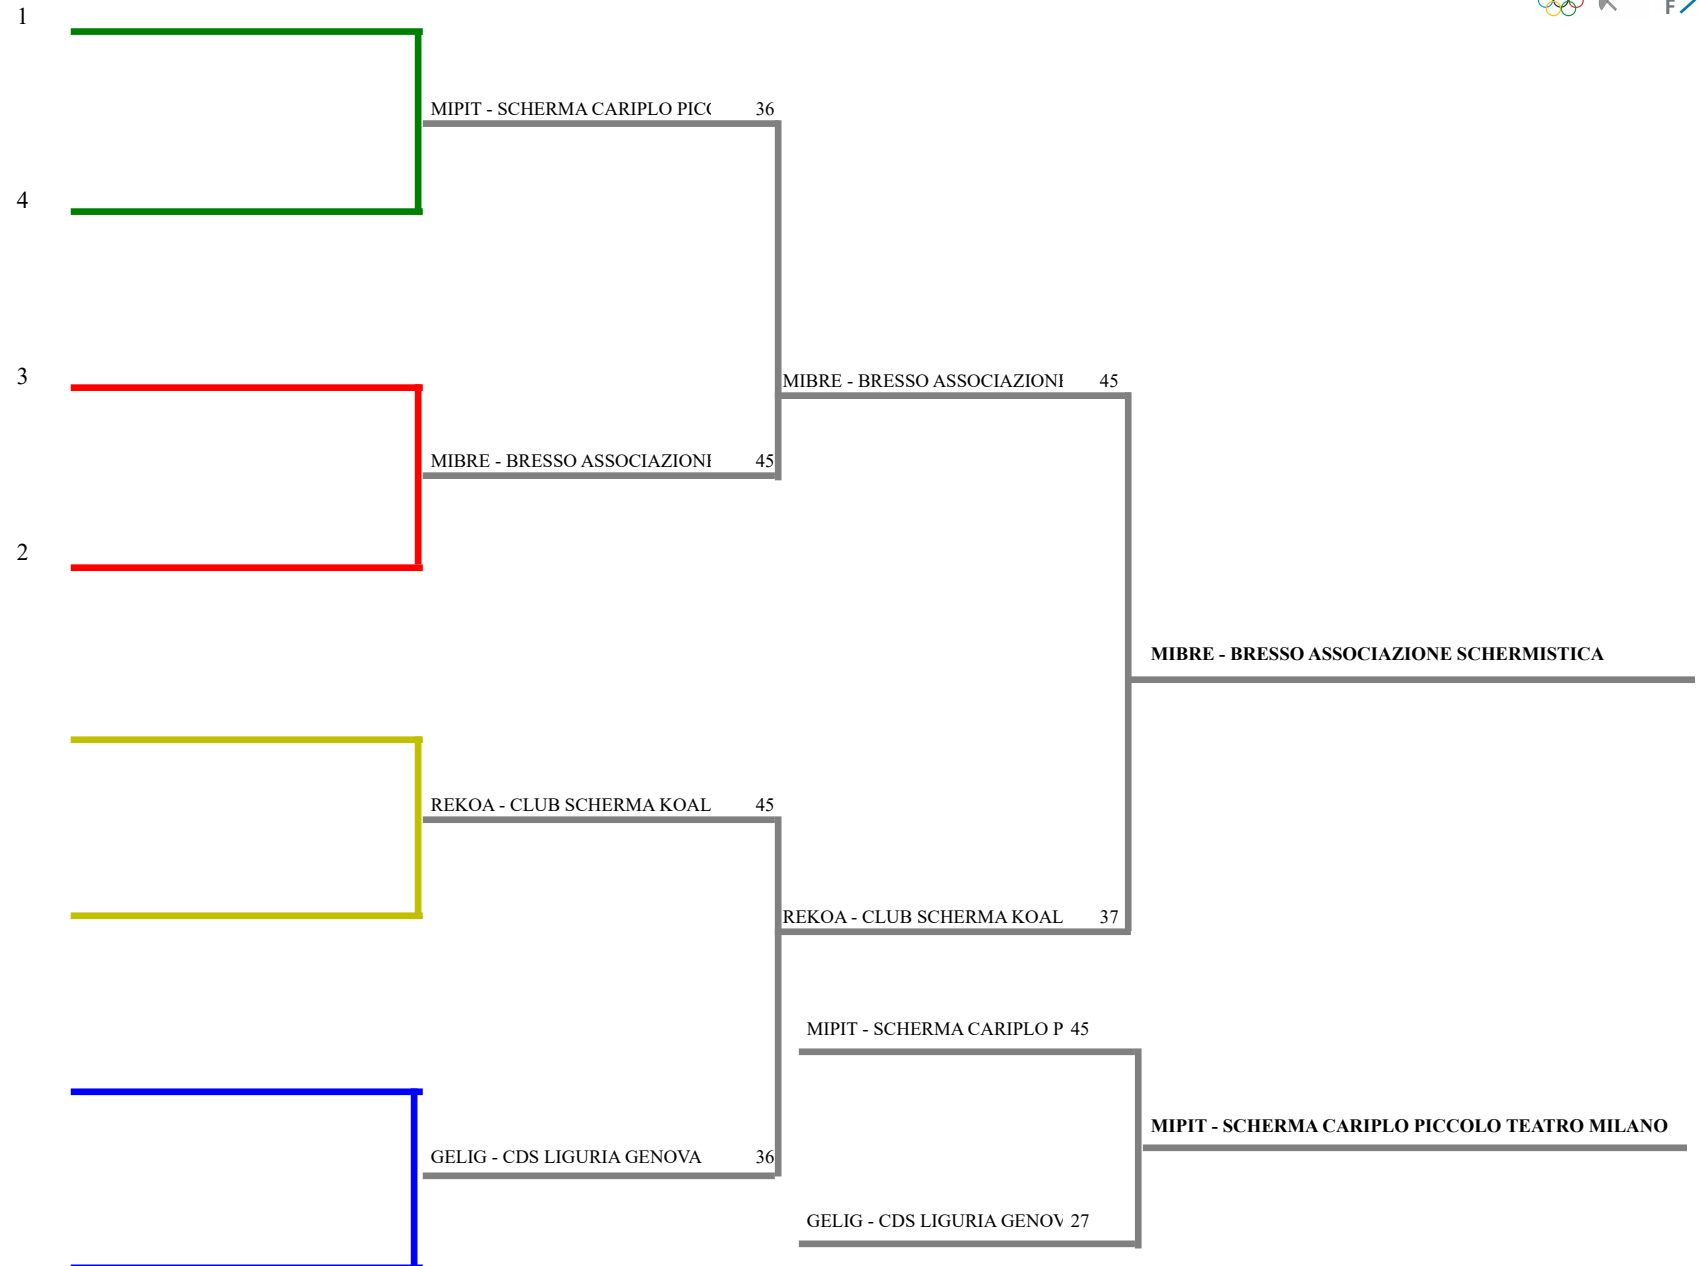 1
F
MIPIT - SCHERMA CARIPLO PIC 36
4
3
MIBRE - BRESSO ASSOCIAZION 45
MIBRE - BRESSO ASSOCIAZION 45
2
MIBRE - BRESSO ASSOCIAZIONE SCHERMISTICA
REKOA - CLUB SCHERMA KOAL 45
REKOA - CLUB SCHERMA KOAL 37
MIPIT - SCHERMA CARIPLO P 45
MIPIT - SCHERMA CARIPLO PICCOLO TEATRO MILANO
GELIG - CDS LIGURIA GENOVA 36
GELIG - CDS LIGURIA GENOV 27